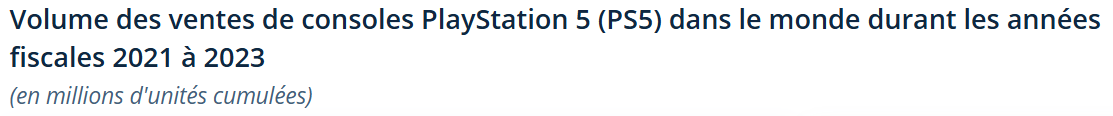 Volume des ventes de consoles PlayStation 5 (PS5) dans le monde durant les années
fiscales 2021 à 2023
(en millions d'unités cumulées)